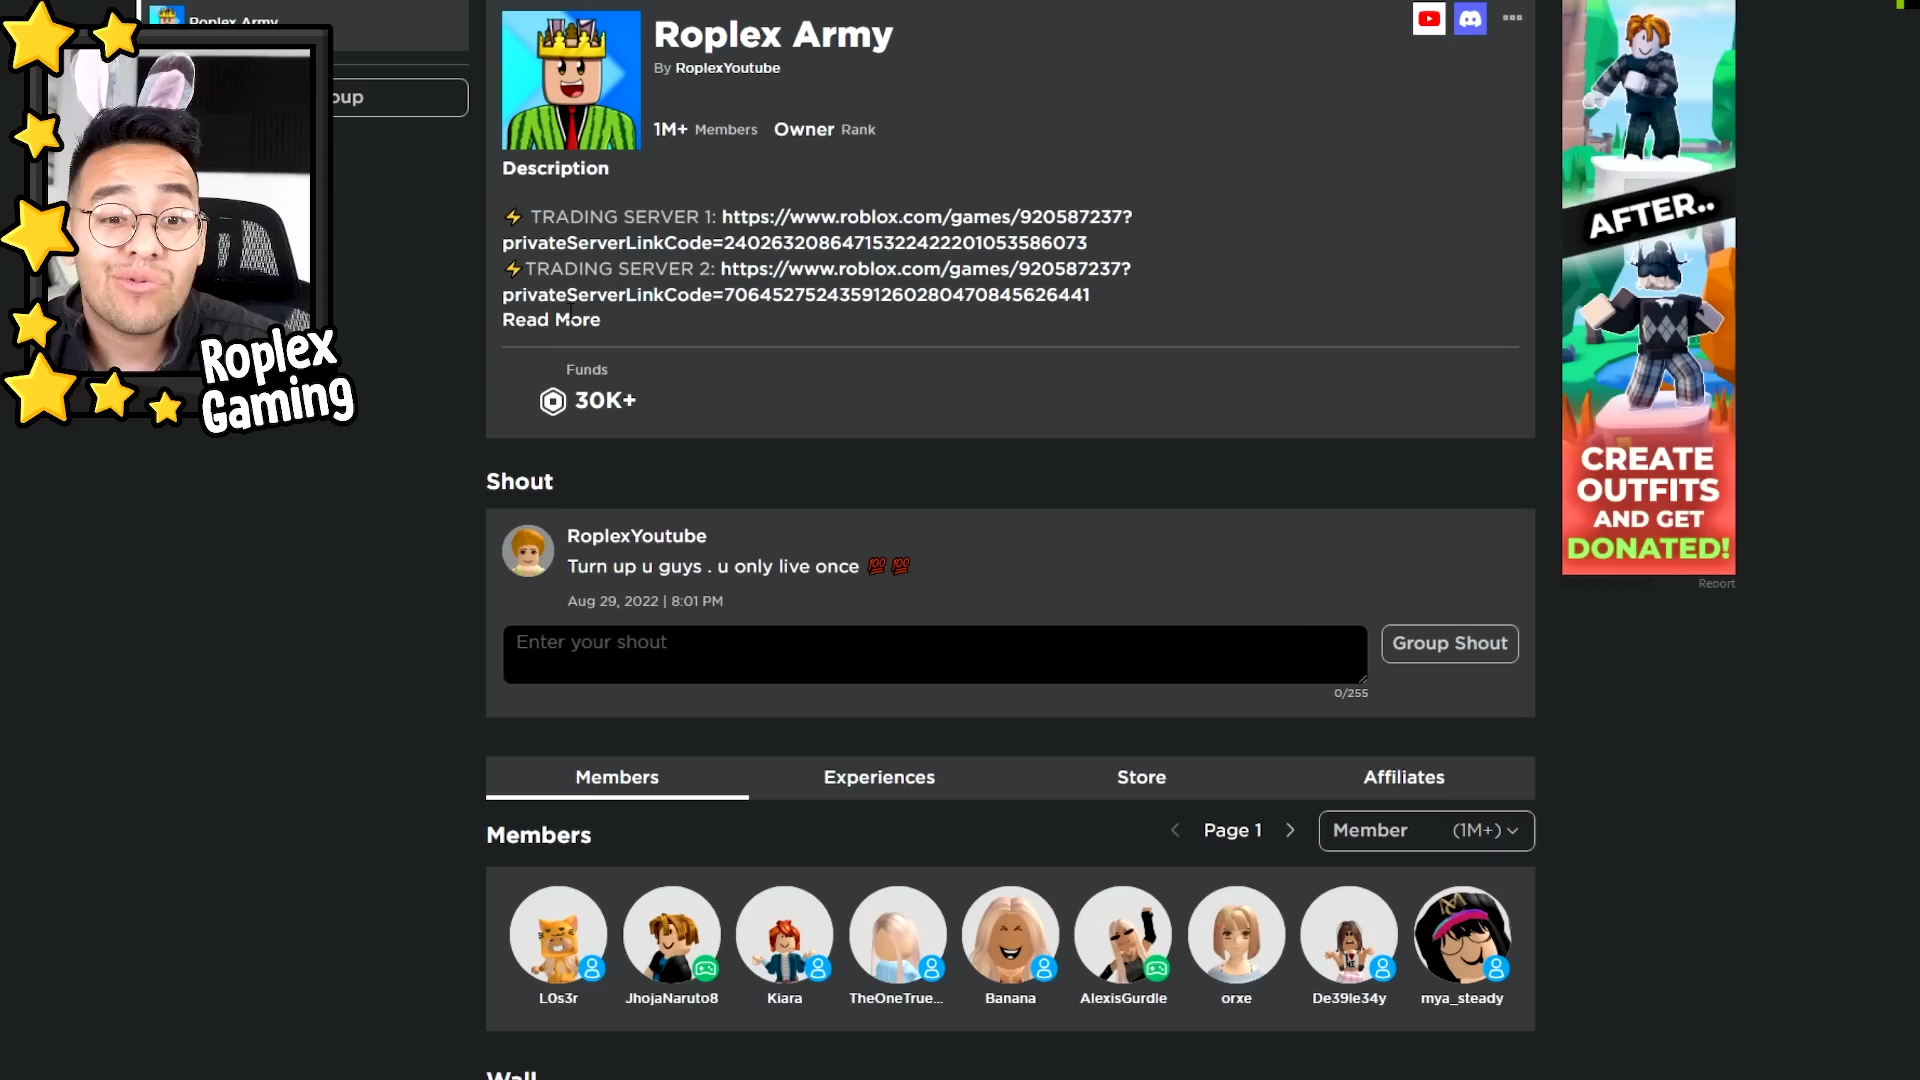 Roplex Army
oup
Roplex
Gaming
Roplex Army
By RoplexYoutube
1M+ Members Owner Rank
Description
⚡ TRADING SERVER 1: https://www.roblox.com/games/920587237?
privateServerLinkCode=24026320864715322422201053586073
⚡TRADING SERVER 2: https://www.roblox.com/games/920587237?
privateServerLinkCode=70645275243591260280470845626441
Read More
Funds
30K+
Shout
RoplexYoutube
Turn up u guys . u only live once 💯 💯
Aug 29, 2022 | 8:01 PM
Enter your shout
Group Shout
0/255
Members Experiences Store Affiliates
Members
Page 1
Member (1M+)
L0s3r JhojaNaruto8 Kiara TheOneTrue... Banana AlexisGurdle orxe De39le34y mya_steady
Wall
AFTER..
CREATE
OUTFITS
AND GET
DONATED!
Report